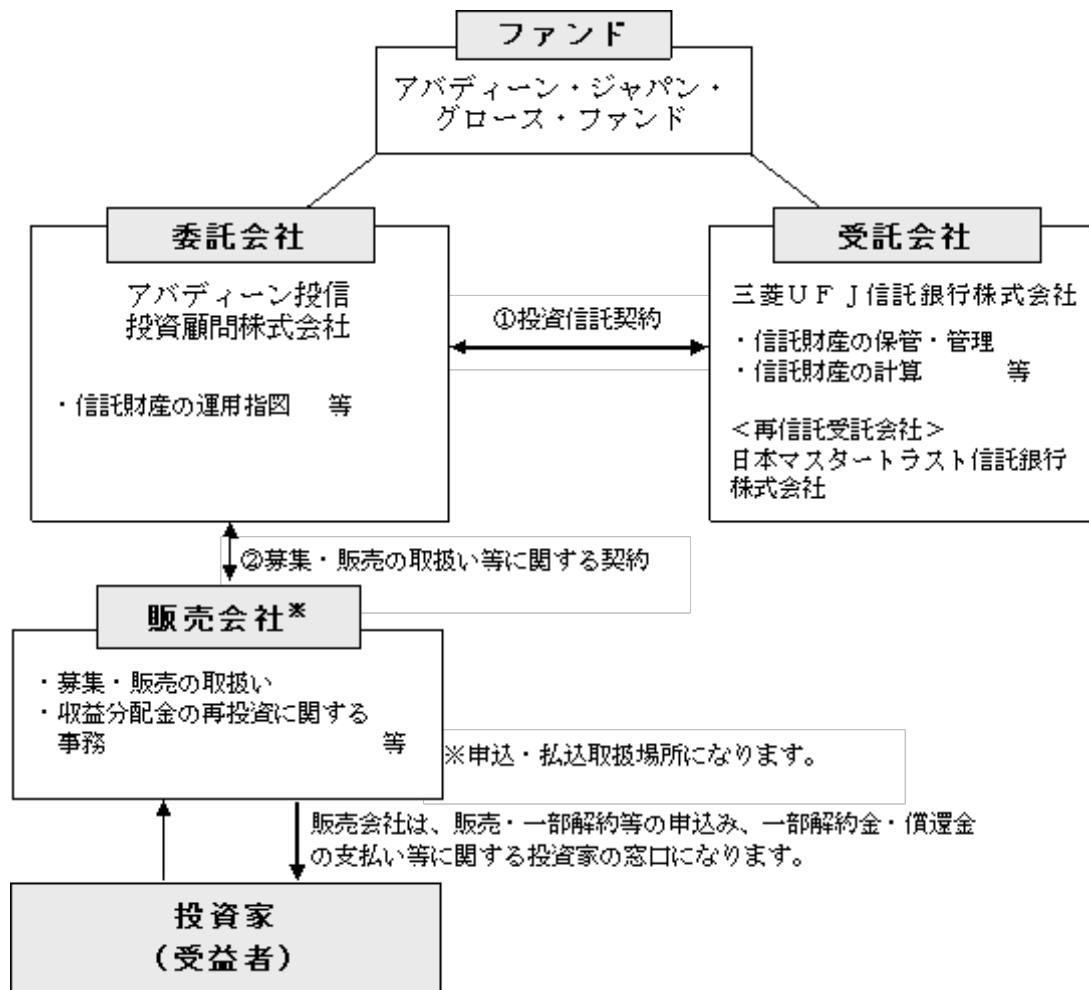 ファンド
アバディーン・ジャパン・
グロース・ファンド
委託会社
アバディーン投信
投資顧問株式会社
・信託財産の運用指図 等
①投資信託契約
受託会社
三菱UFJ信託銀行株式会社
・信託財産の保管・管理
・信託財産の計算 等
＜再信託受託会社＞
日本マスタートラスト信託銀行
株式会社
②募集・販売の取扱い等に関する契約
販売会社※
・募集・販売の取扱い
・収益分配金の再投資に関する
事務 等
※申込・払込取扱場所になります。
販売会社は、販売・一部解約等の申込み、一部解約金・償還金
の支払い等に関する投資家の窓口になります。
投資家
（受益者）